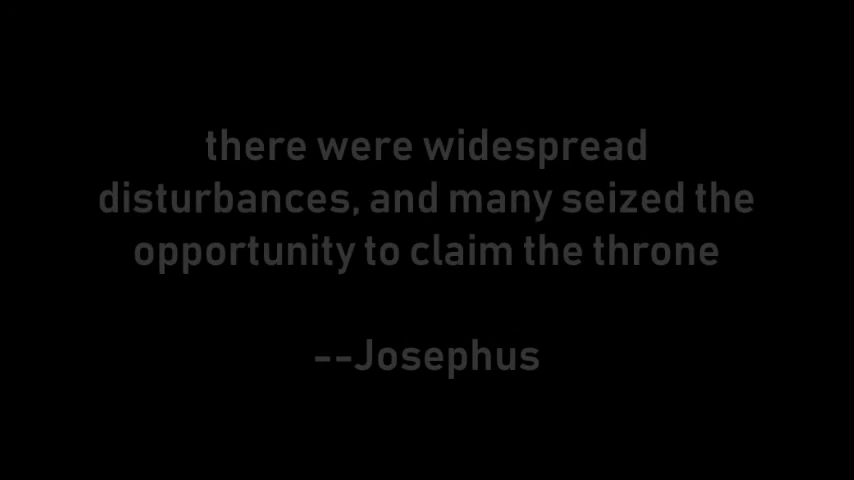 there were widespread
disturbances, and many seized the
opportunity to claim the throne
--Josephus